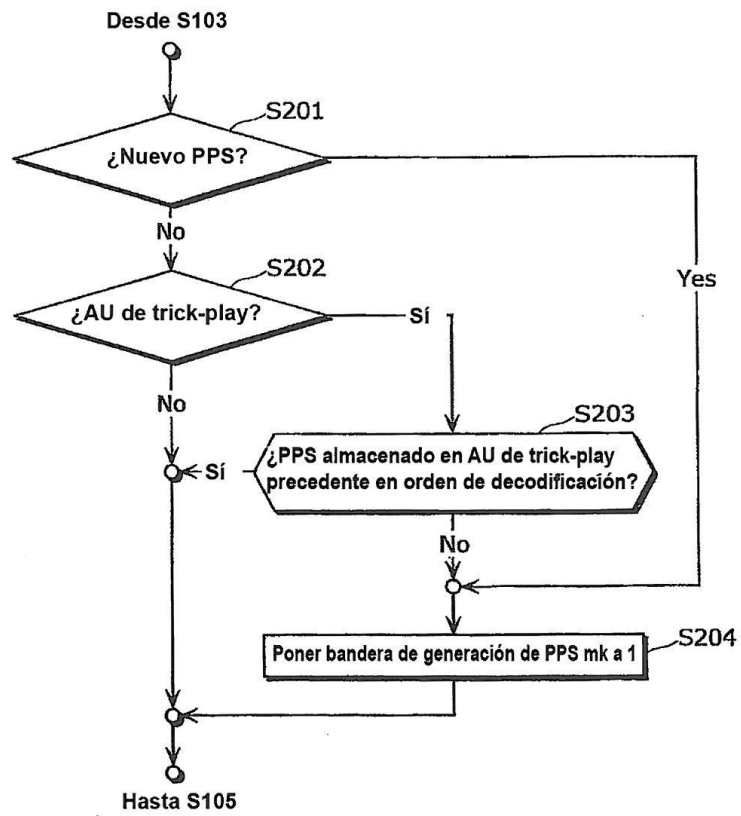 Desde S103
S201
¿Nuevo PPS?
No
Yes
S202
¿AU de trick-play?
Sí
No
S203
¿PPS almacenado en AU de trick-play
precedente en orden de decodificación?
Sí
No
S204
Poner bandera de generación de PPS mk a 1
Hasta S105